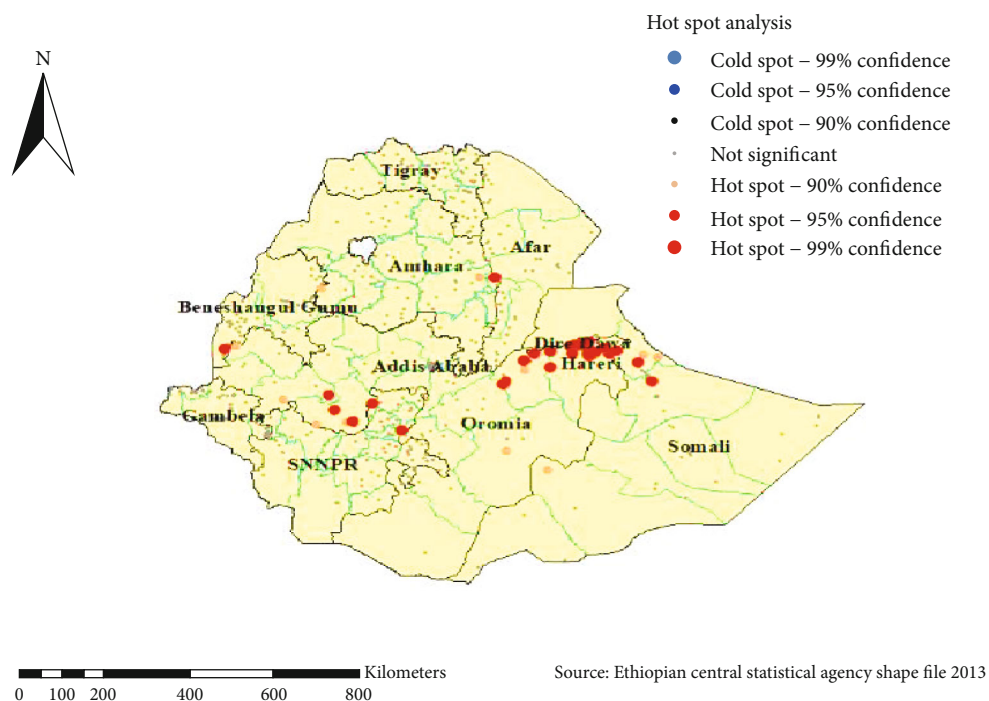 Hot spot analysis
N
Cold spot – 99% confidence
Cold spot – 95% confidence
Cold spot – 90% confidence
Not significant
Hot spot – 90% confidence
Hot spot – 95% confidence
Hot spot – 99% confidence
Tigray
Afar
Amhara
Beneshangul Gumu
Dire Dawa
Addis Ababa
Hareri
Gambela
Oromia
Somali
SNNPR
Kilometers
0 100 200 400 600 800
Source: Ethiopian central statistical agency shape file 2013